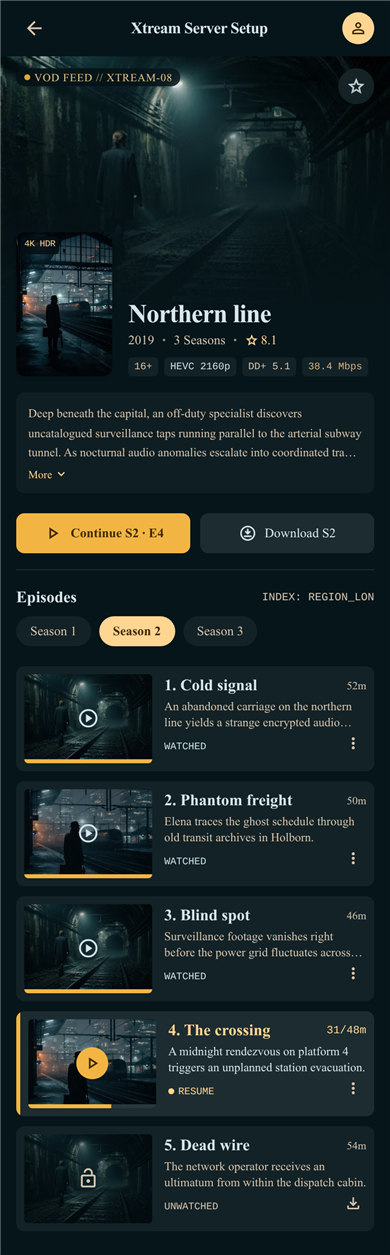 Xtream Server Setup
VOD FEED // XTREAM-08
4K HDR
Northern line
2019 • 3 Seasons • 8.1
16+ HEVC 2160p DD+ 5.1 38.4 Mbps
Deep beneath the capital, an off-duty specialist discovers
uncatalogued surveillance taps running parallel to the arterial subway
tunnel. As nocturnal audio anomalies escalate into coordinated tra…
More
Continue S2 · E4
Download S2
Episodes
INDEX: REGION_LON
Season 1
Season 2
Season 3
1. Cold signal 52m
An abandoned carriage on the northern
line yields a strange encrypted audio…
WATCHED
2. Phantom freight 50m
Elena traces the ghost schedule through
old transit archives in Holborn.
WATCHED
3. Blind spot 46m
Surveillance footage vanishes right
before the power grid fluctuates across…
WATCHED
4. The crossing 31/48m
A midnight rendezvous on platform 4
triggers an unplanned station evacuation.
RESUME
5. Dead wire 54m
The network operator receives an
ultimatum from within the dispatch cabin.
UNWATCHED